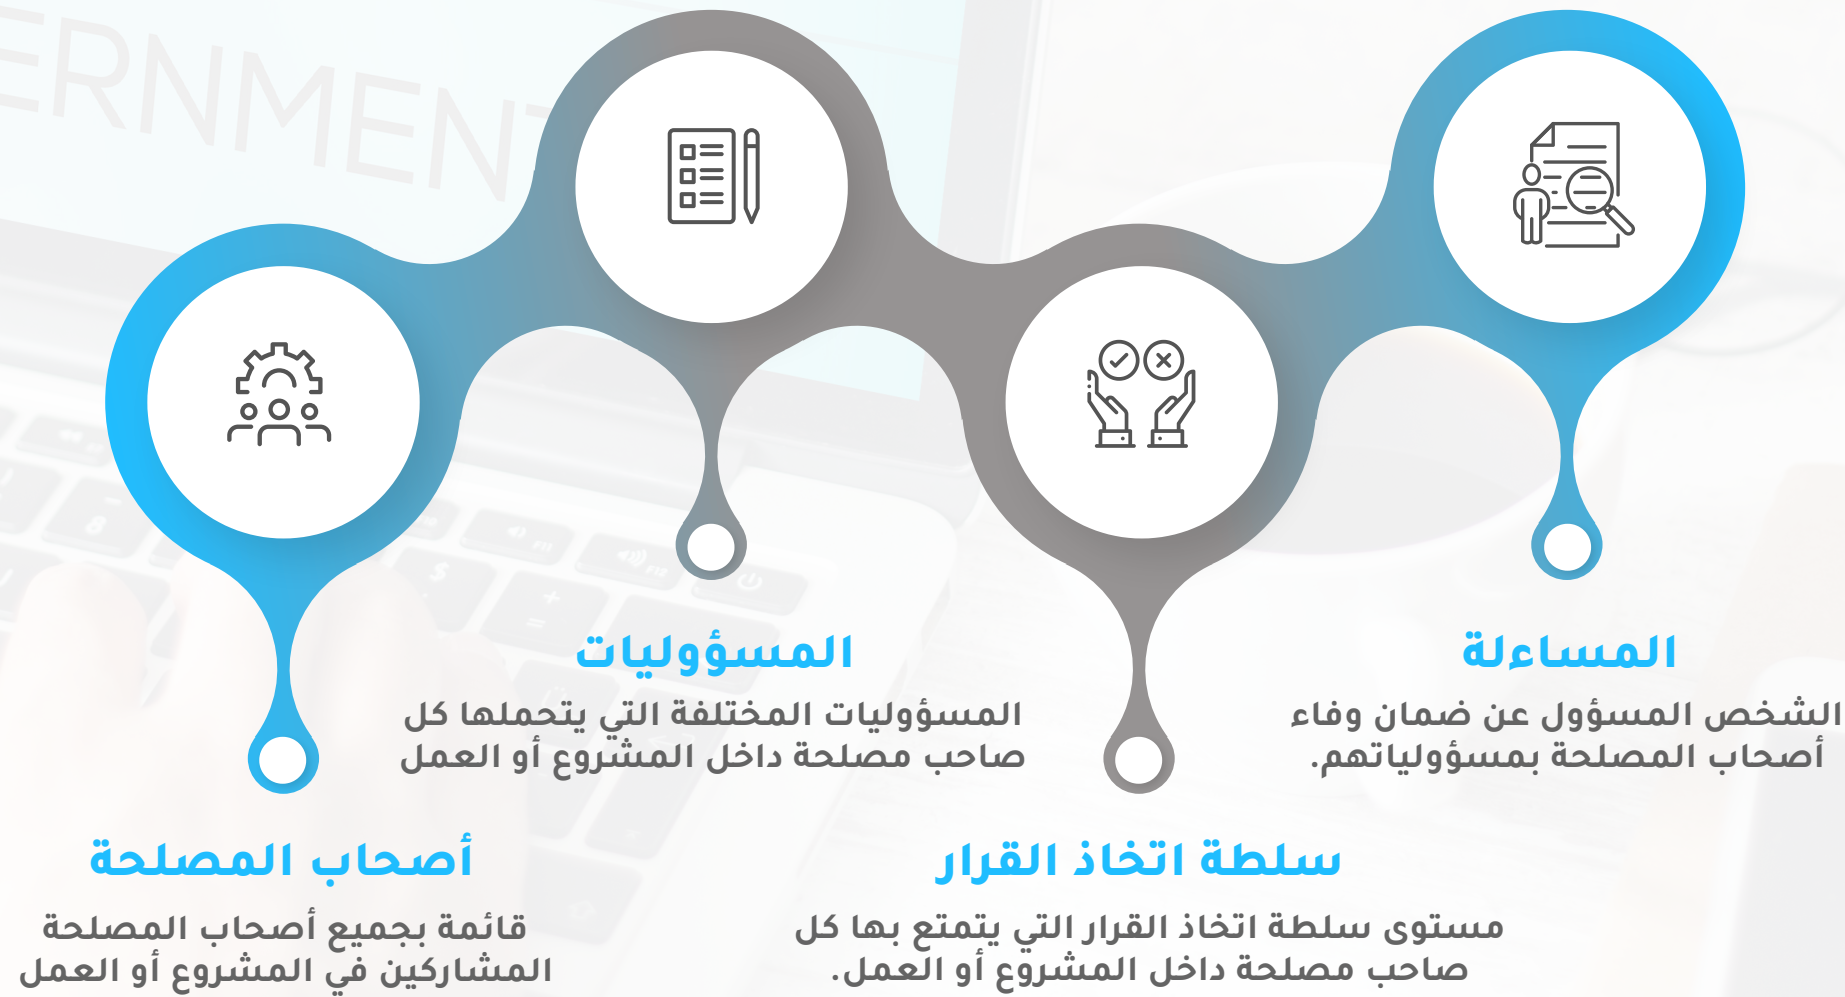 ERNMENT
المسؤوليات
المسؤوليات المختلفة التي يتحملها كل
صاحب مصلحة داخل المشروع أو العمل
المساءلة
الشخص المسؤول عن ضمان وفاء
أصحاب المصلحة بمسؤولياتهم.
أصحاب المصلحة
قائمة بجميع أصحاب المصلحة
المشاركين في المشروع أو العمل
سلطة اتخاذ القرار
مستوى سلطة اتخاذ القرار التي يتمتع بها كل
صاحب مصلحة داخل المشروع أو العمل.